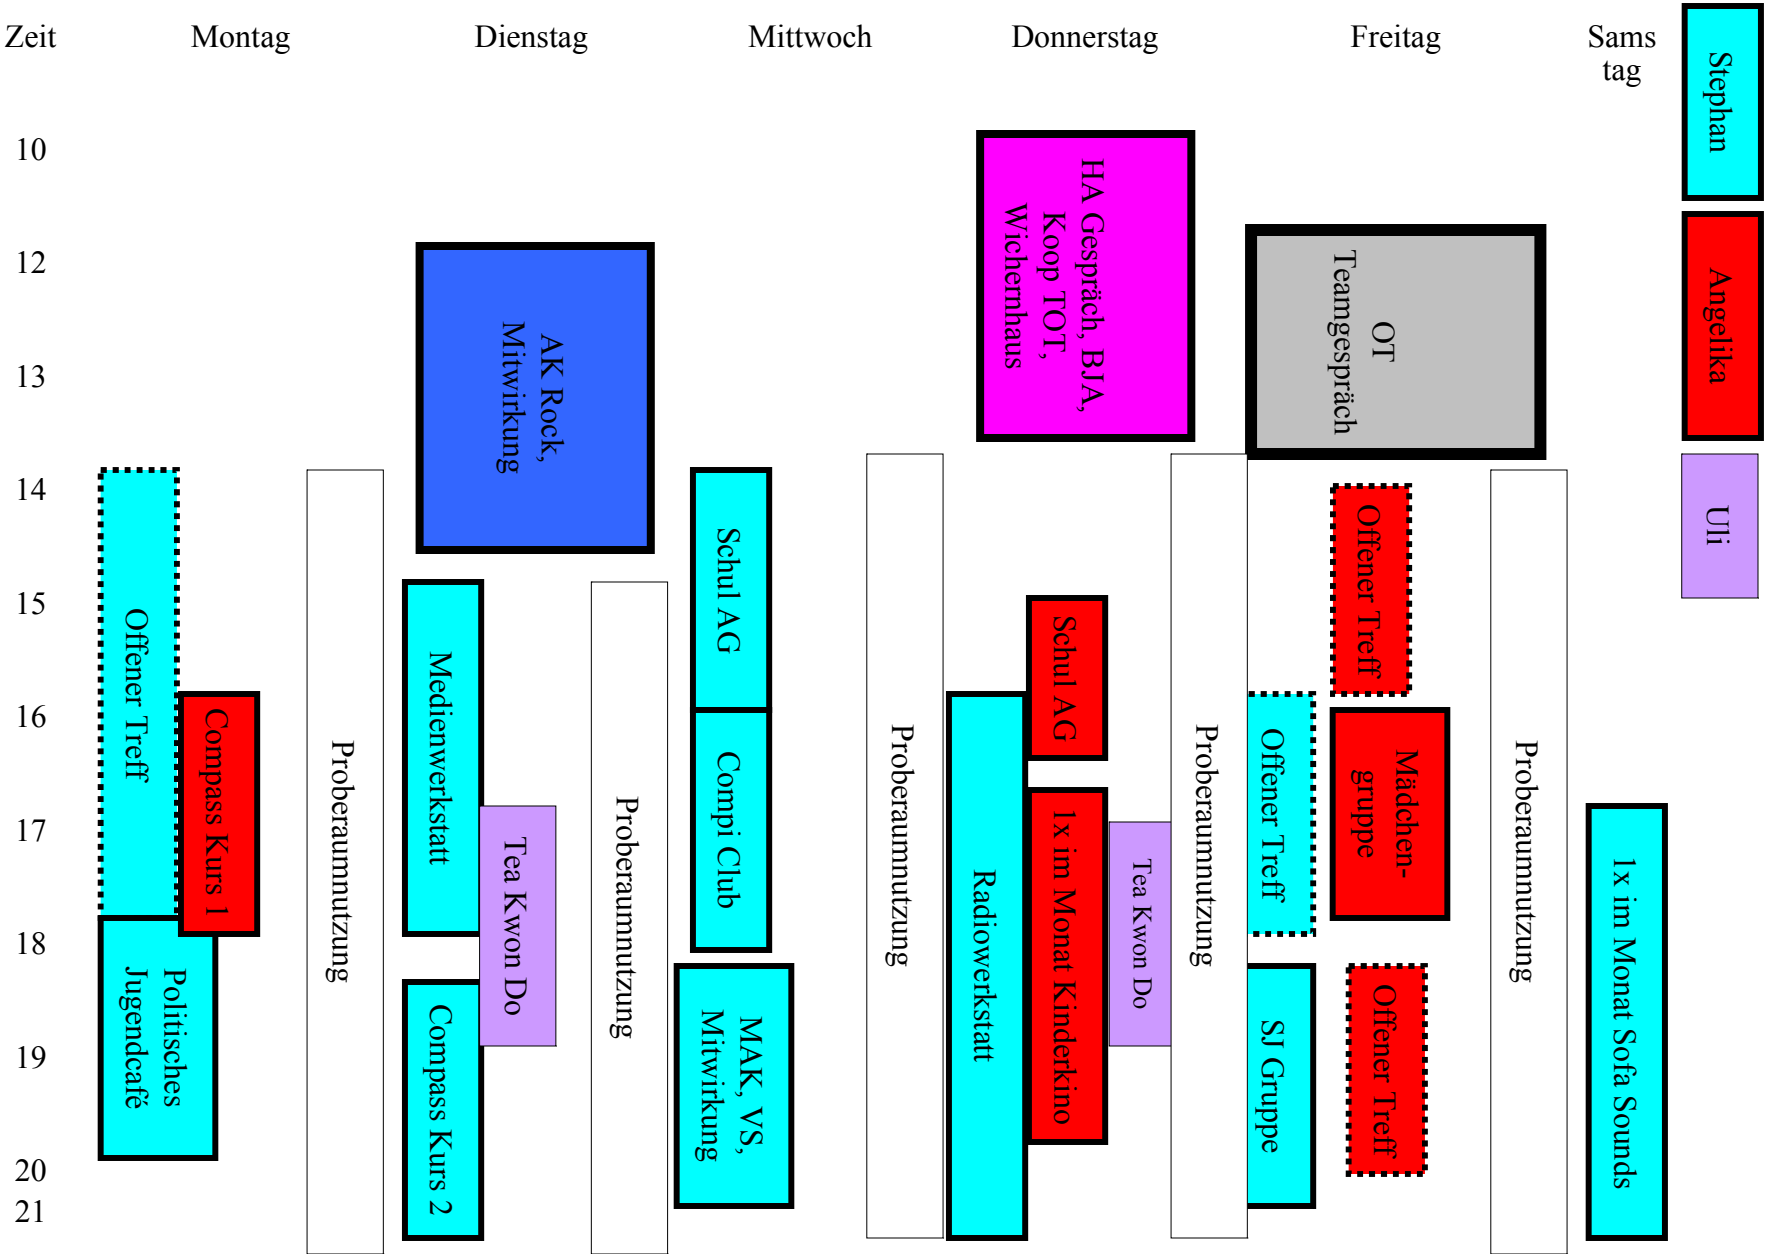 Zeit
Montag
Dienstag
Mittwoch
Donnerstag
Freitag
Sams
tag
10
12
13
14
15
16
17
18
19
20
21
Offener Treff
Politisches
Jugendcafé
Compass Kurs 1
Proberaumnutzung
AK Rock,
Mitwirkung
Medienwerkstatt
Compass Kurs 2
Tea Kwon Do
Proberaumnutzung
Schul AG
Compi Club
MAK, VS,
Mitwirkung
Proberaumnutzung
HA Gespräch, BJA,
Koop TOT,
Wichernhaus
Radiowerkstatt
Schul AG
1x im Monat Kinderkino
Tea Kwon Do
Proberaumnutzung
OT
Teamgespräch
Offener Treff
SJ Gruppe
Offener Treff
Mädchen-
gruppe
Offener Treff
Proberaumnutzung
1x im Monat Sofa Sounds
Stephan
Angelika
Uli